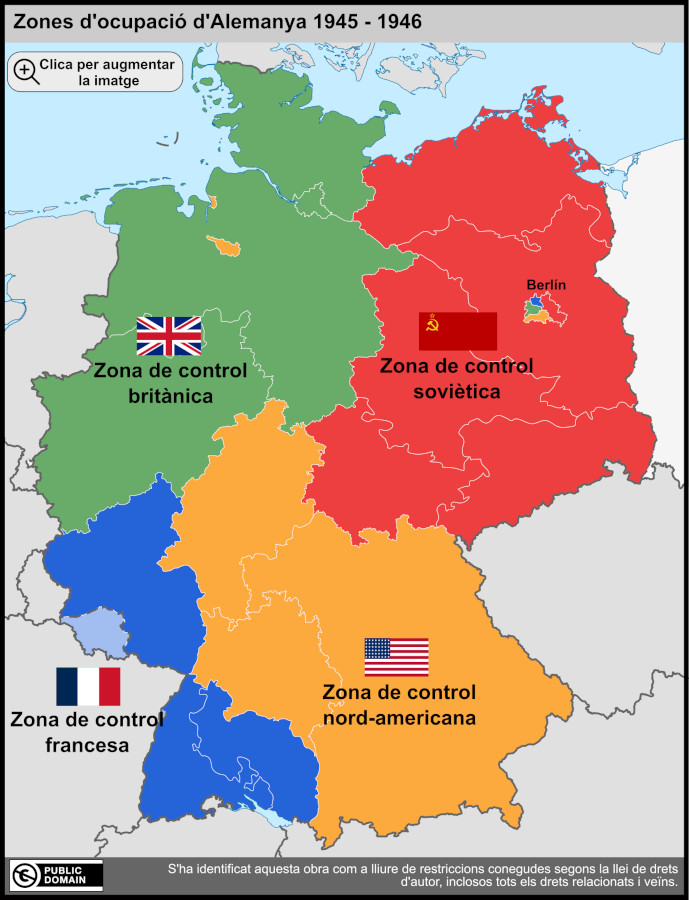 Zones d'ocupació d'Alemanya 1945 - 1946
Clica per augmentar
la imatge
Berlín
Zona de control
britànica
Zona de control
soviètica
Zona de control
nord-americana
Zona de control
francesa
PUBLIC
DOMAIN
S'ha identificat aquesta obra com a lliure de restriccions conegudes segons la llei de drets
d'autor, inclosos tots els drets relacionats i veïns.